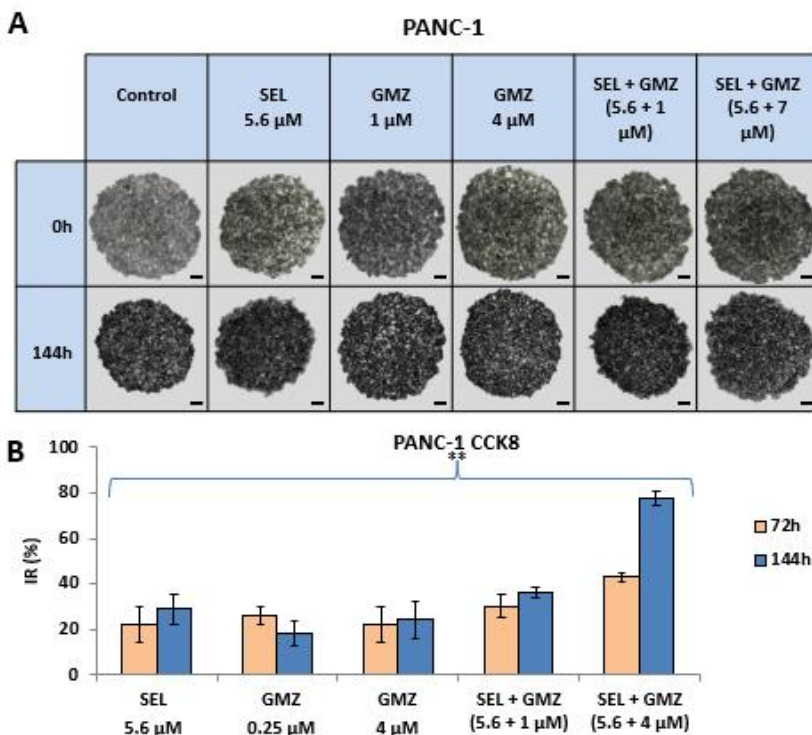 A
PANC-1
Control
SEL
5.6 µM
GMZ
1 µM
GMZ
4 µM
SEL + GMZ
(5.6 + 1
µM)
SEL + GMZ
(5.6 + 7
µM)
0h
144h
B
PANC-1 CCK8
**
IR (%)
100
80
60
40
20
0
72h
144h
SEL
5.6 µM
GMZ
0.25 µM
GMZ
4 µM
SEL + GMZ
(5.6 + 1 µM)
SEL + GMZ
(5.6 + 4 µM)